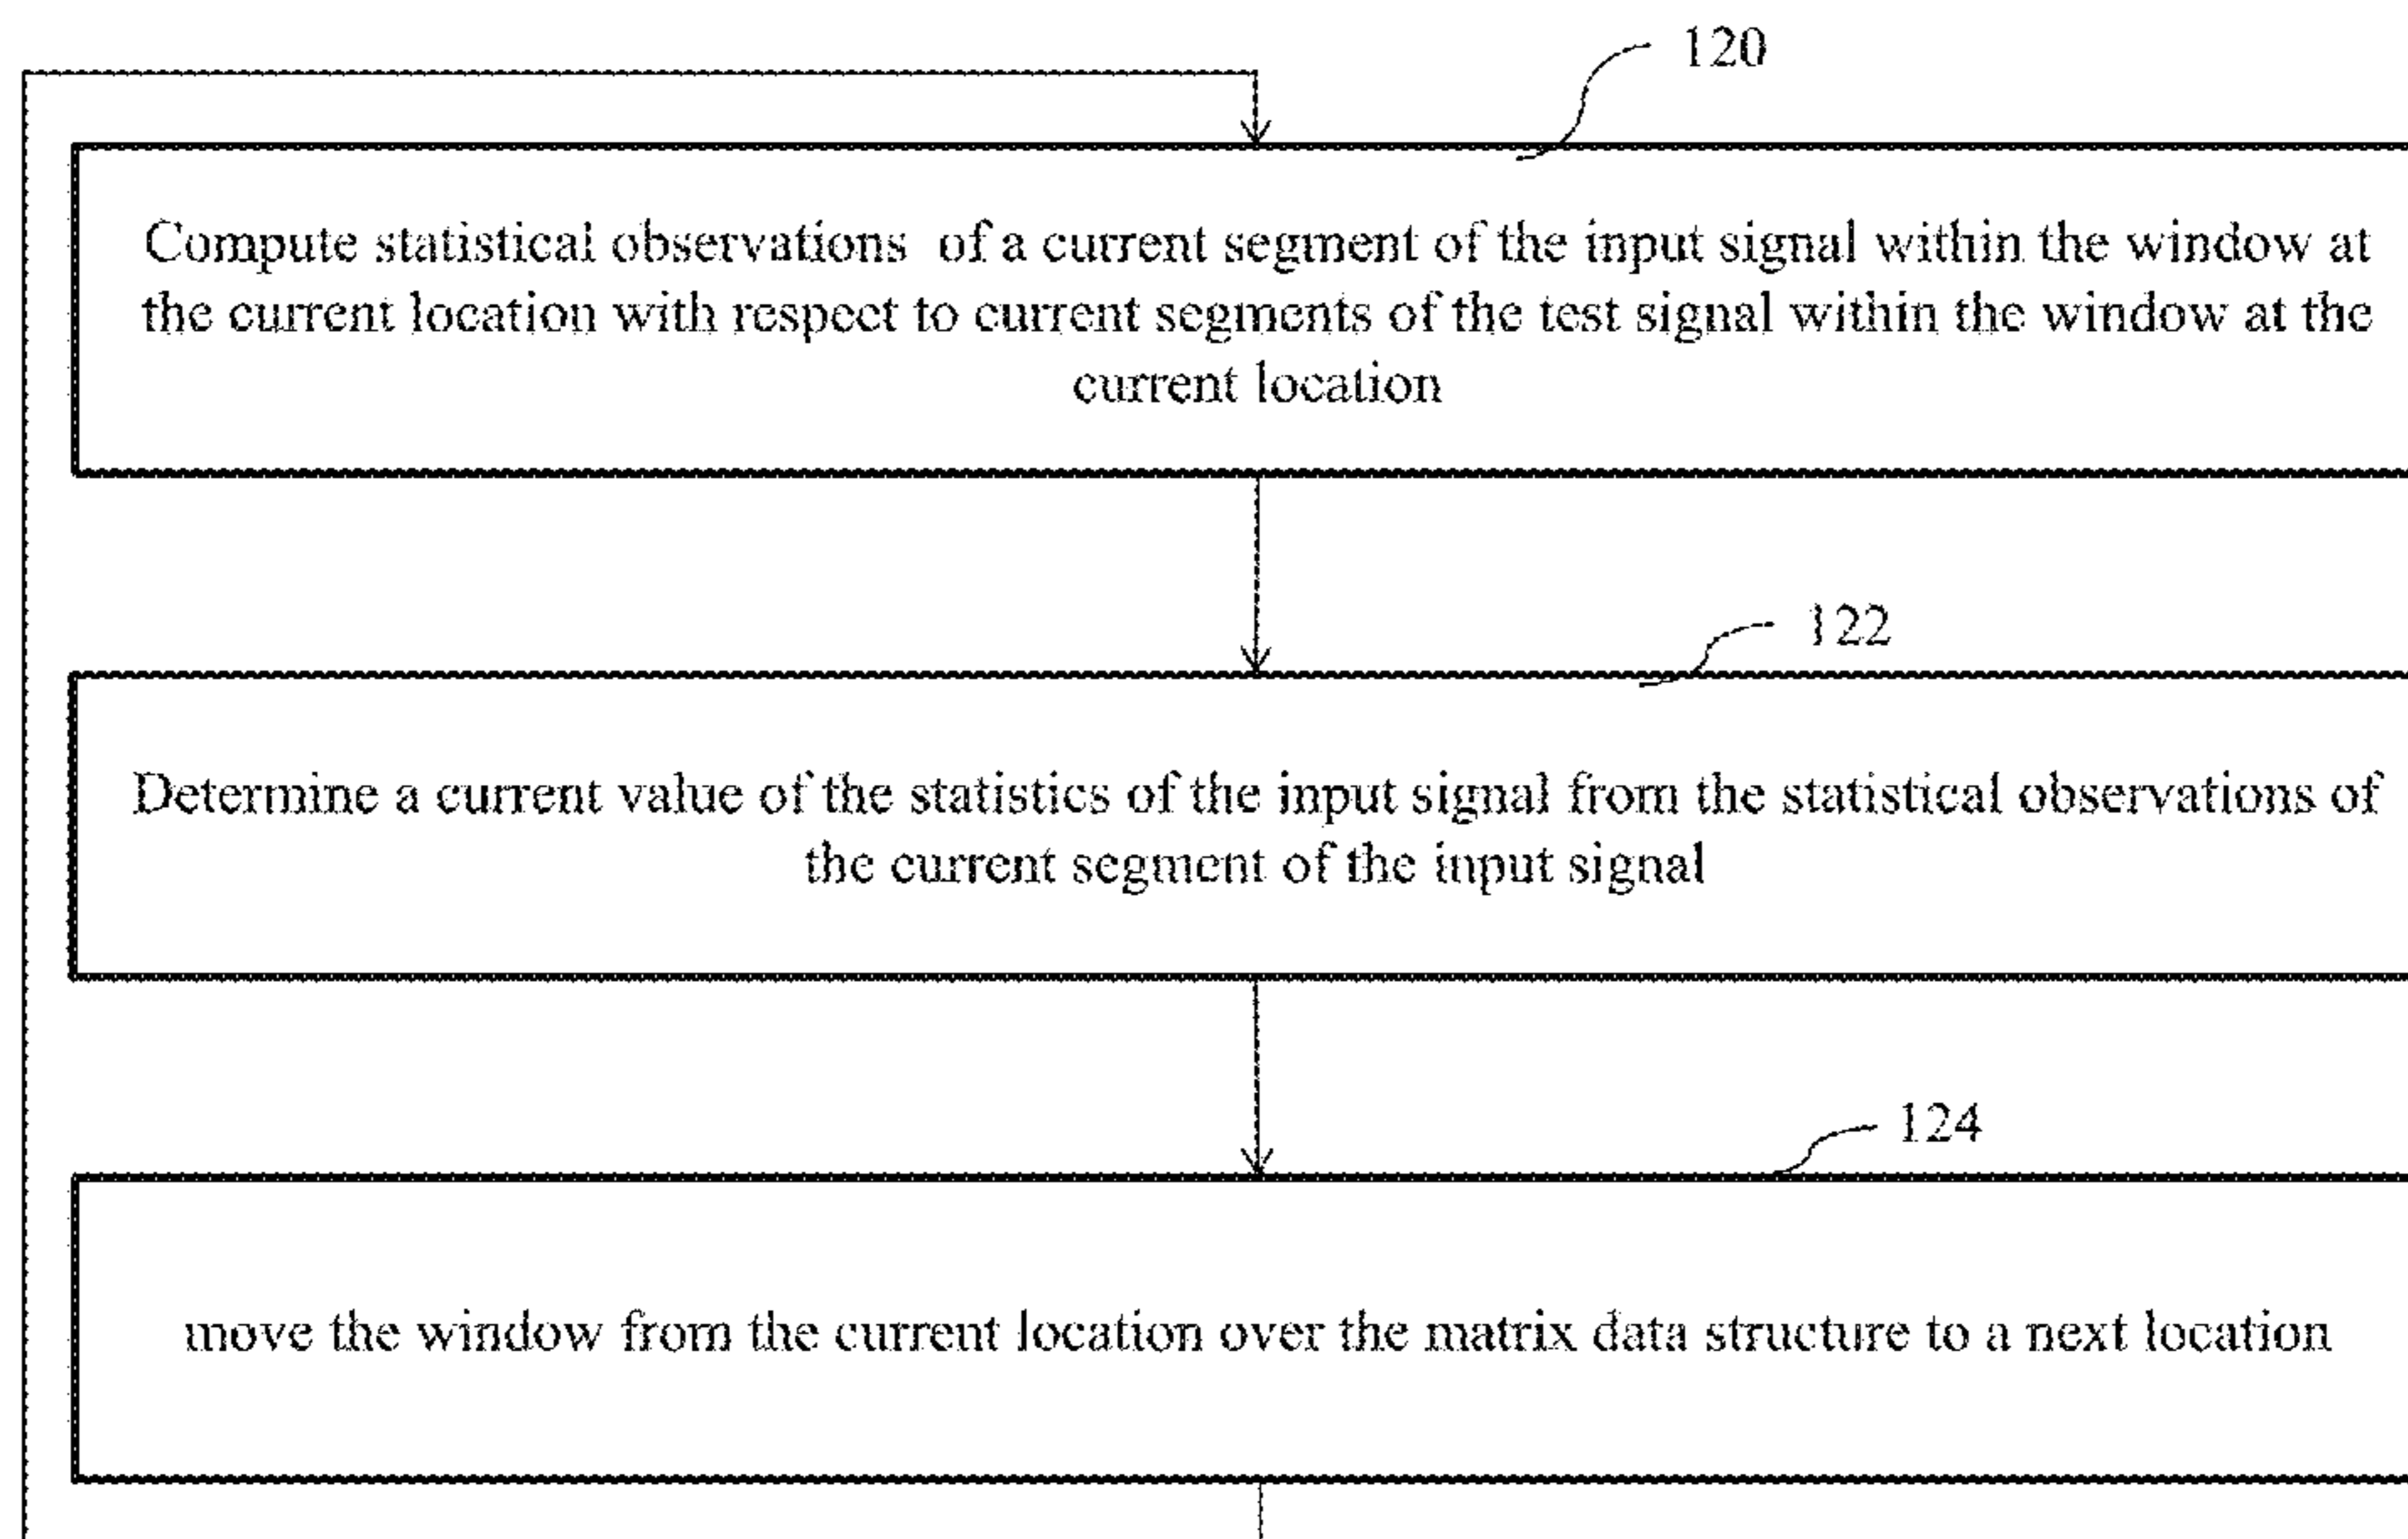 120
Compute statistical observations of a current segment of the input signal within the window at
the current location with respect to current segments of the test signal within the window at the
current location
122
Determine a current value of the statistics of the input signal from the statistical observations of
the current segment of the input signal
124
move the window from the current location over the matrix data structure to a next location